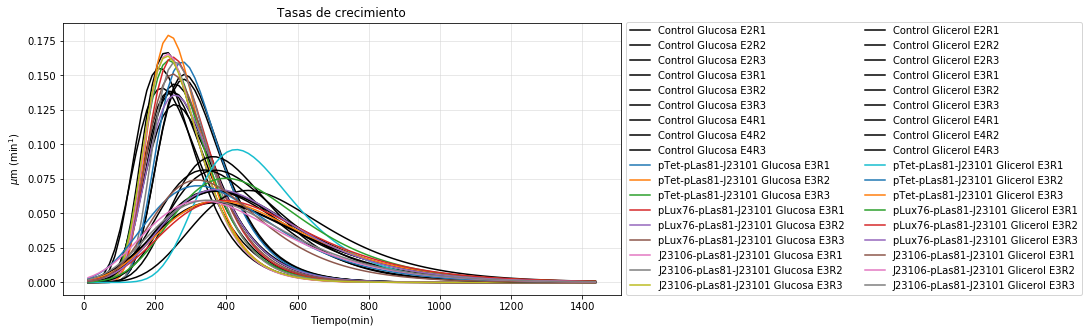 Tasas de crecimiento
0.175
0.150
0.125
0.100
0.075
0.050
0.025
0.000
μm (min⁻¹)
0
200
400
600
800
1000
1200
1400
Tiempo(min)
Control Glucosa E2R1
Control Glucosa E2R2
Control Glucosa E2R3
Control Glucosa E3R1
Control Glucosa E3R2
Control Glucosa E3R3
Control Glucosa E4R1
Control Glucosa E4R2
Control Glucosa E4R3
pTet-pLas81-J23101 Glucosa E3R1
pTet-pLas81-J23101 Glucosa E3R2
pTet-pLas81-J23101 Glucosa E3R3
pLux76-pLas81-J23101 Glucosa E3R1
pLux76-pLas81-J23101 Glucosa E3R2
pLux76-pLas81-J23101 Glucosa E3R3
J23106-pLas81-J23101 Glucosa E3R1
J23106-pLas81-J23101 Glucosa E3R2
J23106-pLas81-J23101 Glucosa E3R3
Control Glicerol E2R1
Control Glicerol E2R2
Control Glicerol E2R3
Control Glicerol E3R1
Control Glicerol E3R2
Control Glicerol E3R3
Control Glicerol E4R1
Control Glicerol E4R2
Control Glicerol E4R3
pTet-pLas81-J23101 Glicerol E3R1
pTet-pLas81-J23101 Glicerol E3R2
pTet-pLas81-J23101 Glicerol E3R3
pLux76-pLas81-J23101 Glicerol E3R1
pLux76-pLas81-J23101 Glicerol E3R2
pLux76-pLas81-J23101 Glicerol E3R3
J23106-pLas81-J23101 Glicerol E3R1
J23106-pLas81-J23101 Glicerol E3R2
J23106-pLas81-J23101 Glicerol E3R3